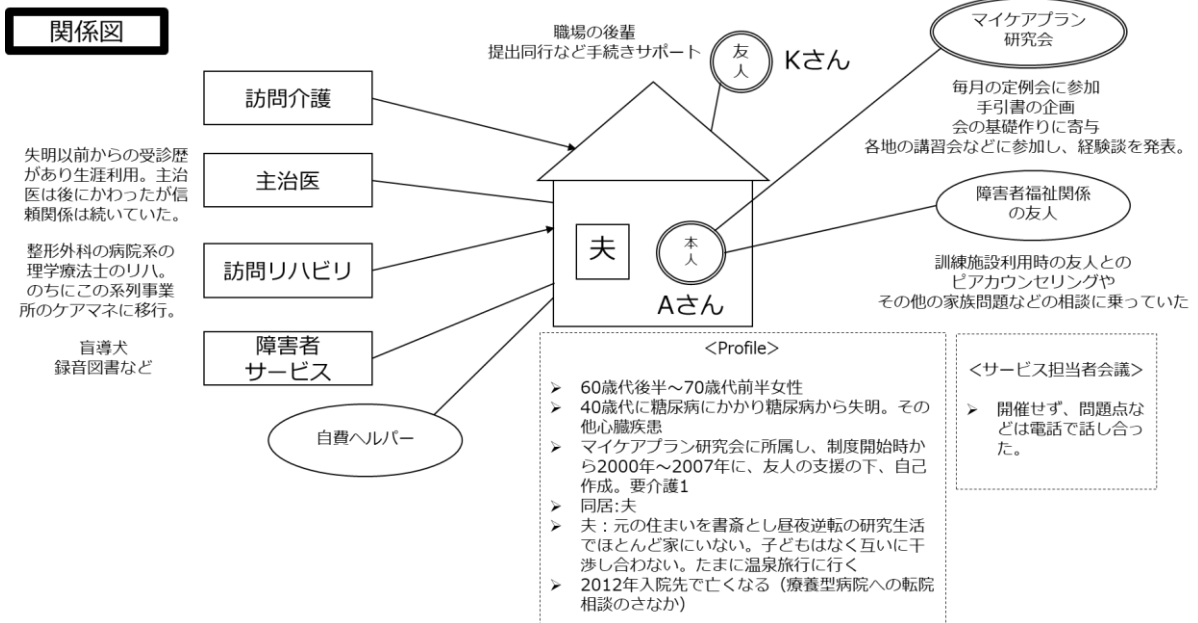 関係図
職場の後輩
提出同行など手続きサポート
友
人
Kさん
マイケアプラン
研究会
毎月の定例会に参加
手引書の企画
会の基礎作りに寄与
各地の講習会などに参加し、経験談を発表。
訪問介護
失明以前からの受診歴
があり生涯利用。主治
医は後にかわったが信
頼関係は続いていた。
主治医
整形外科の病院系の
理学療法士のリハ。
のちにこの系列事業
所のケアマネに移行。
訪問リハビリ
盲導犬
録音図書など
障害者
サービス
自費ヘルパー
夫
本
人
Aさん
障害者福祉関係
の友人
訓練施設利用時の友人との
ピアカウンセリングや
その他の家族問題などの相談に乗っていた
<Profile>
➢ 60歳代後半～70歳代前半女性
➢ 40歳代に糖尿病にかかり糖尿病から失明。その
他心臓疾患
➢ マイケアプラン研究会に所属し、制度開始時か
ら2000年～2007年に、友人の支援の下、自己
作成。要介護1
➢ 同居:夫
➢ 夫：元の住まいを書斎とし昼夜逆転の研究生活
でほとんど家にいない。子どもはなく互いに干
渉し合わない。たまに温泉旅行に行く
➢ 2012年入院先で亡くなる（療養型病院への転院
相談のさなか）
<サービス担当者会議>
➢ 開催せず、問題点な
どは電話で話し合っ
た。